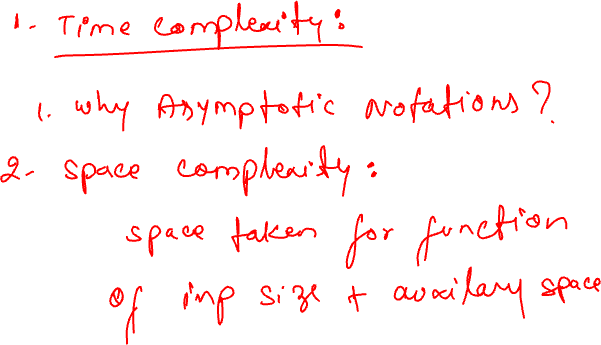 1. Time complexity:
1. why Asymptotic Notations?
2. space complexity:
space taken for function
of inp size + auxilary space